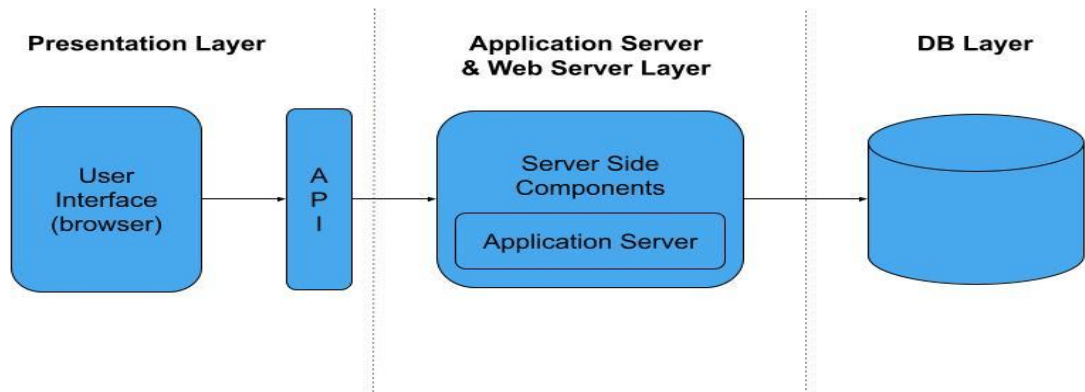 Presentation Layer
Application Server
& Web Server Layer
DB Layer
User
Interface
(browser)
A
P
I
Server Side
Components
Application Server